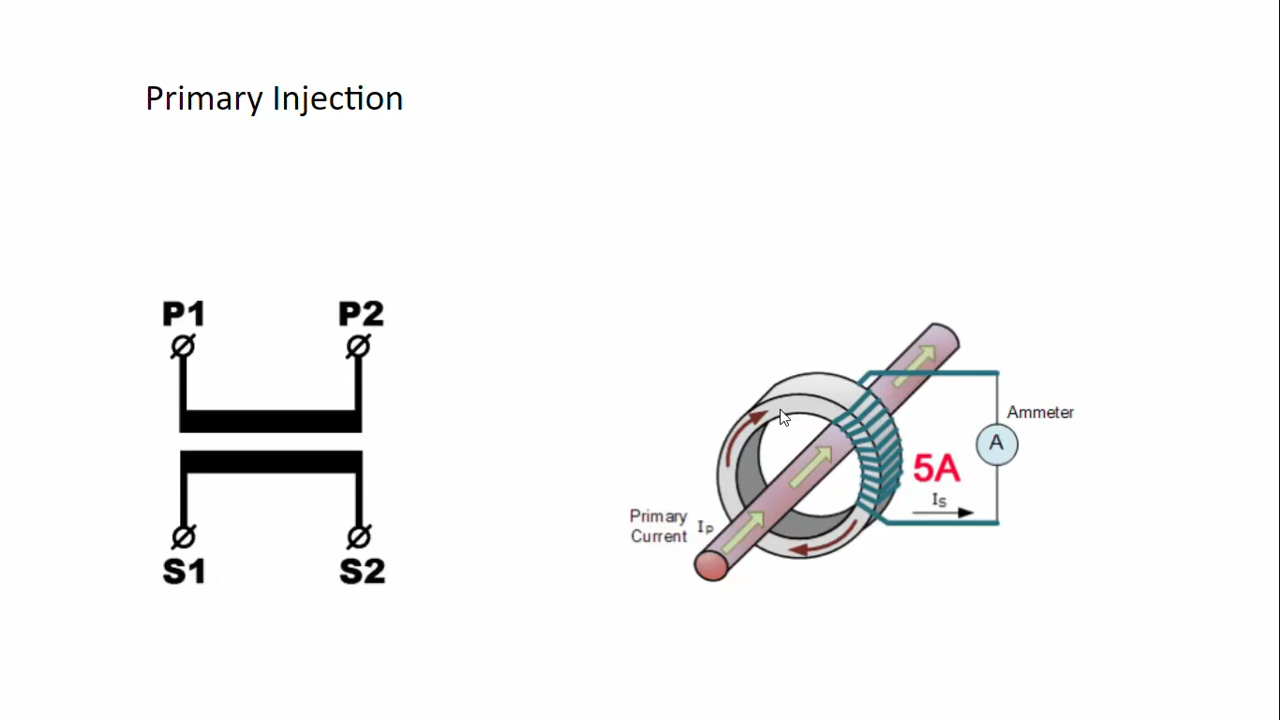 Primary Injection
P1 P2
S1 S2
Primary
Current
IP
5A
IS
A
Ammeter